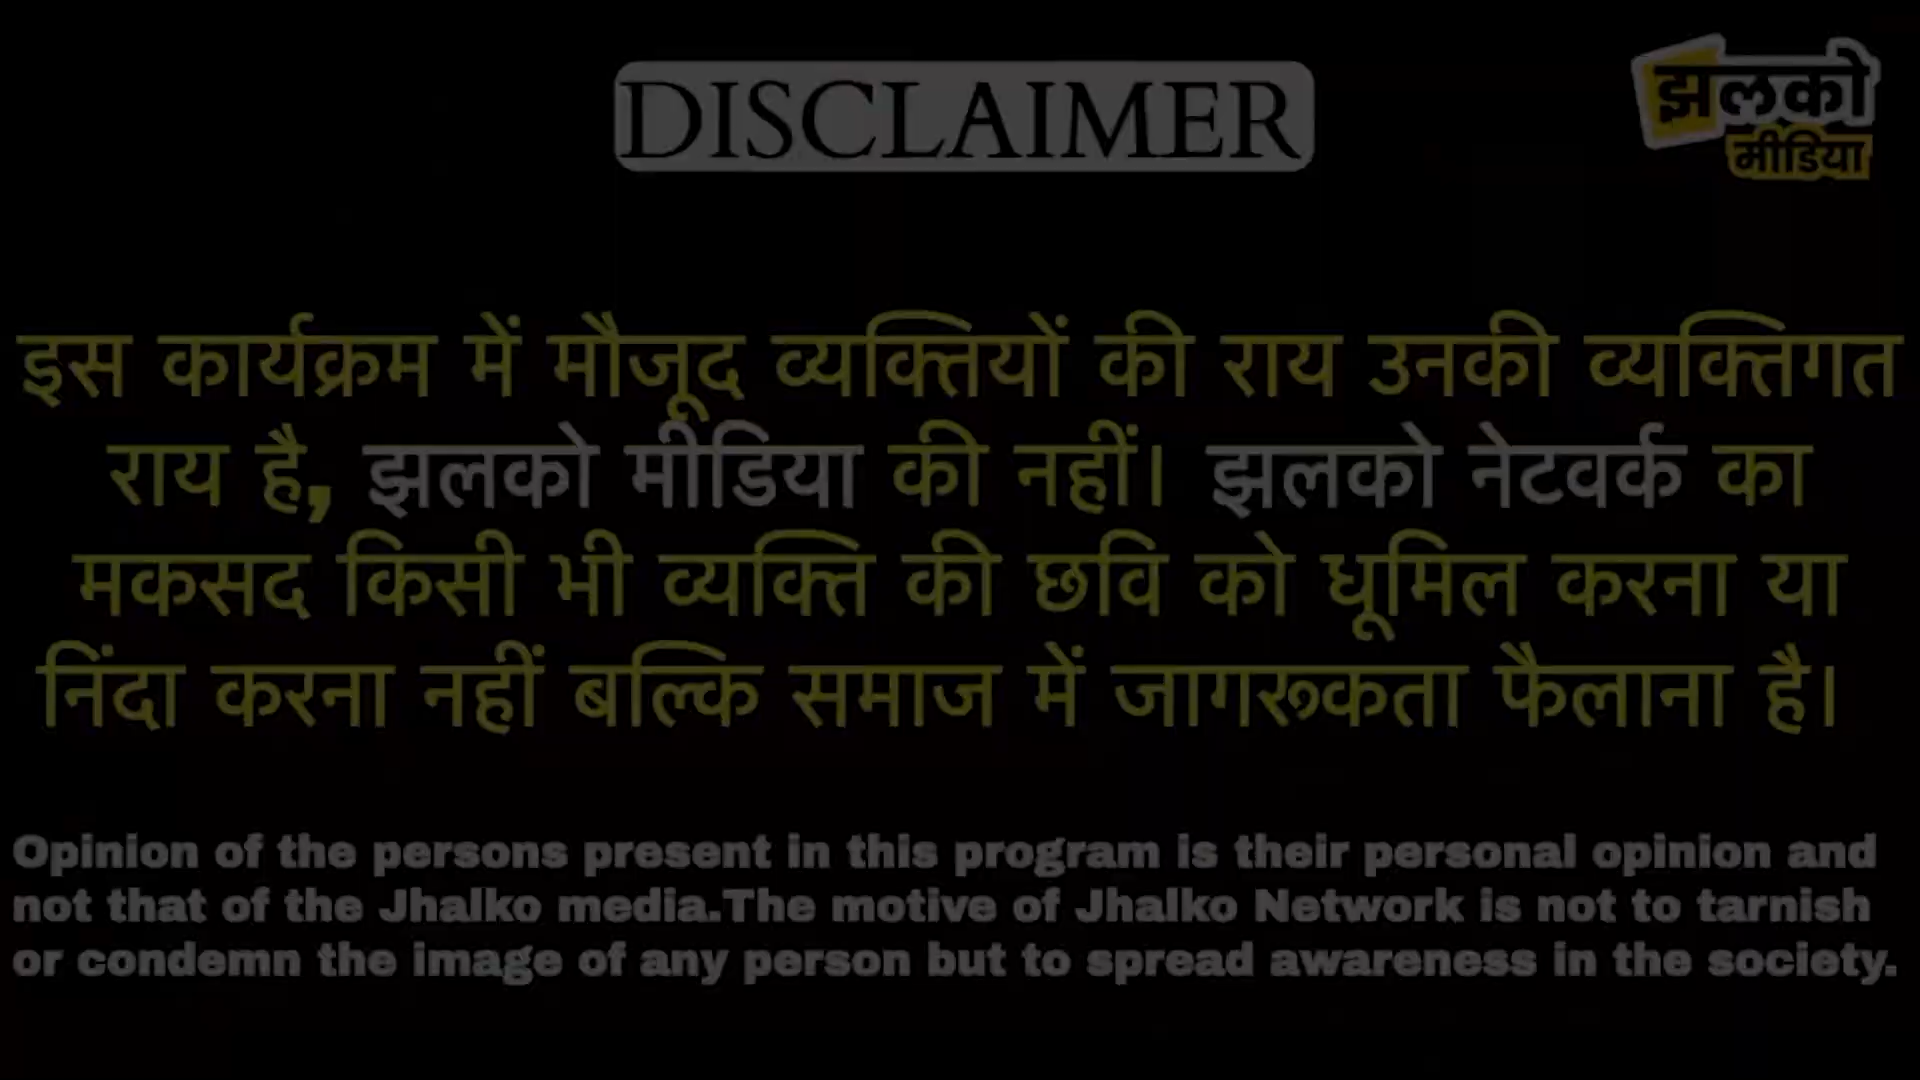 DISCLAIMER
झलको
मीडिया
इस कार्यक्रम में मौजूद व्यक्तियों की राय उनकी व्यक्तिगत
राय है, झलको मीडिया की नहीं। झलको नेटवर्क का
मकसद किसी भी व्यक्ति की छवि को धूमिल करना या
निंदा करना नहीं बल्कि समाज में जागरूकता फैलाना है।
Opinion of the persons present in this program is their personal opinion and
not that of the Jhalko media.The motive of Jhalko Network is not to tarnish
or condemn the image of any person but to spread awareness in the society.